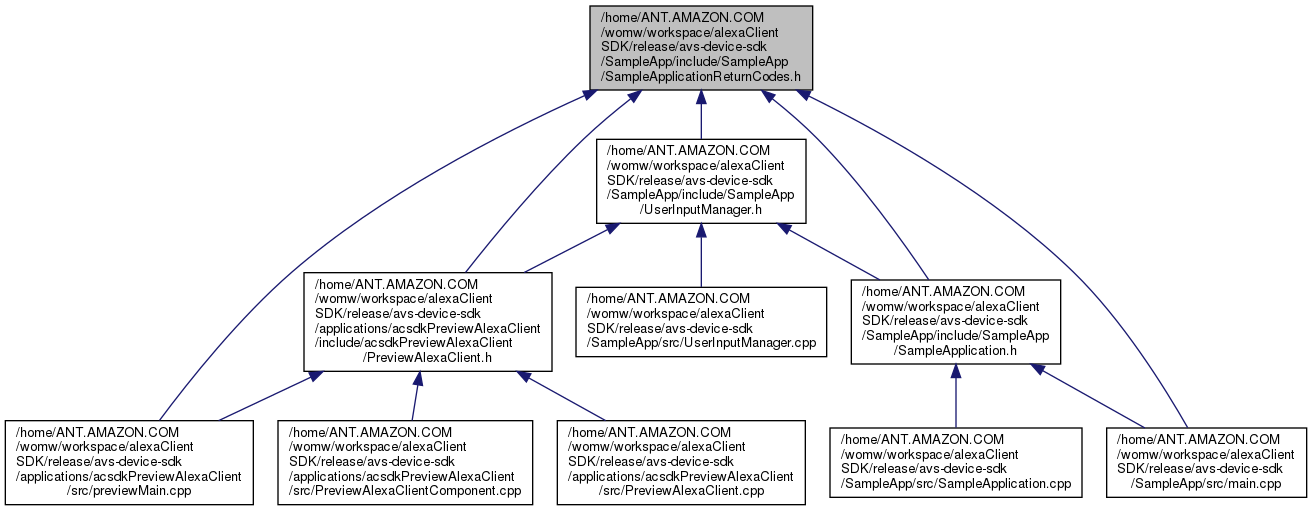 /home/ANT.AMAZON.COM
/womw/workspace/alexaClient
SDK/release/avs-device-sdk
/SampleApp/include/SampleApp
/SampleApplicationReturnCodes.h
/home/ANT.AMAZON.COM
/womw/workspace/alexaClient
SDK/release/avs-device-sdk
/SampleApp/include/SampleApp
/UserInputManager.h
/home/ANT.AMAZON.COM
/womw/workspace/alexaClient
SDK/release/avs-device-sdk
/applications/acsdkPreviewAlexaClient
/include/acsdkPreviewAlexaClient
/PreviewAlexaClient.h
/home/ANT.AMAZON.COM
/womw/workspace/alexaClient
SDK/release/avs-device-sdk
/SampleApp/src/UserInputManager.cpp
/home/ANT.AMAZON.COM
/womw/workspace/alexaClient
SDK/release/avs-device-sdk
/SampleApp/include/SampleApp
/SampleApplication.h
/home/ANT.AMAZON.COM
/womw/workspace/alexaClient
SDK/release/avs-device-sdk
/applications/acsdkPreviewAlexaClient
/src/previewMain.cpp
/home/ANT.AMAZON.COM
/womw/workspace/alexaClient
SDK/release/avs-device-sdk
/applications/acsdkPreviewAlexaClient
/src/PreviewAlexaClientComponent.cpp
/home/ANT.AMAZON.COM
/womw/workspace/alexaClient
SDK/release/avs-device-sdk
/applications/acsdkPreviewAlexaClient
/src/PreviewAlexaClient.cpp
/home/ANT.AMAZON.COM
/womw/workspace/alexaClient
SDK/release/avs-device-sdk
/SampleApp/src/SampleApplication.cpp
/home/ANT.AMAZON.COM
/womw/workspace/alexaClient
SDK/release/avs-device-sdk
/SampleApp/src/main.cpp